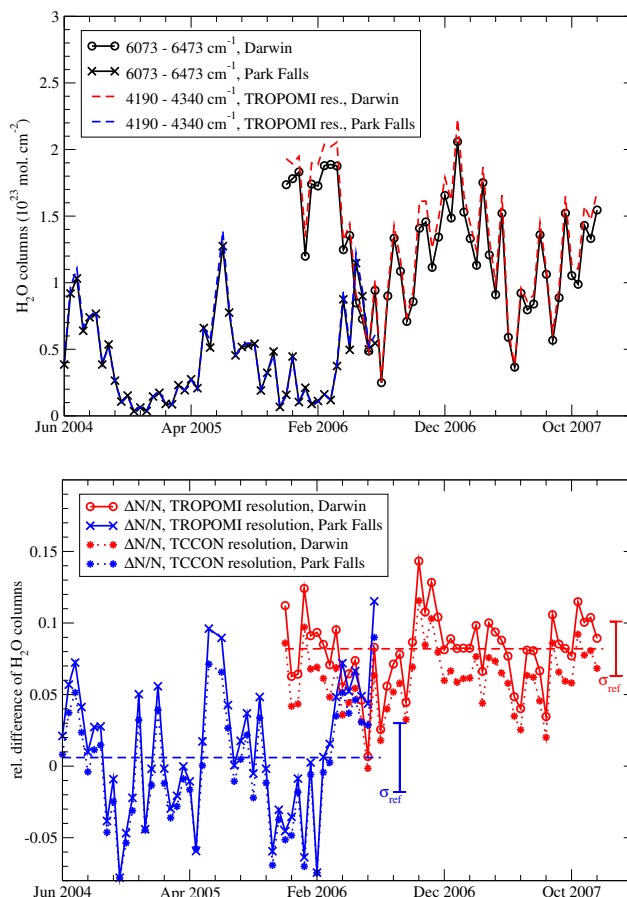 3
2.5
2
1.5
1
0.5
0
H₂O columns (10²³ mol. cm⁻²)
6073 - 6473 cm⁻¹, Darwin
6073 - 6473 cm⁻¹, Park Falls
4190 - 4340 cm⁻¹, TROPOMI res., Darwin
4190 - 4340 cm⁻¹, TROPOMI res., Park Falls
Jun 2004 Apr 2005 Feb 2006 Dec 2006 Oct 2007
ΔN/N, TROPOMI resolution, Darwin
ΔN/N, TROPOMI resolution, Park Falls
ΔN/N, TCCON resolution, Darwin
ΔN/N, TCCON resolution, Park Falls
0.15
0.1
0.05
0
-0.05
rel. difference of H₂O columns
σref
σref
Jun 2004 Apr 2005 Feb 2006 Dec 2006 Oct 2007